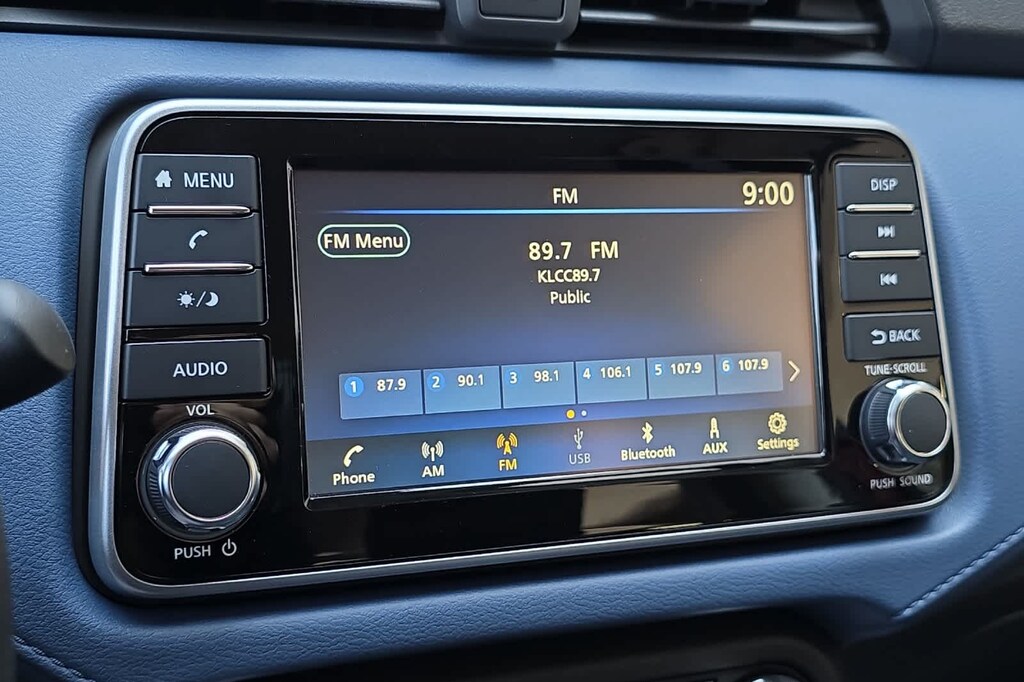 MENU
AUDIO
VOL
PUSH
FM
9:00
FM Menu
89.7 FM
KLCC89.7
Public
1 87.9
2 90.1
3 98.1
4 106.1
5 107.9
6 107.9
Phone
AM
FM
USB
Bluetooth
AUX
Settings
DISP
BACK
TUNE·SCROLL
PUSH SOUND